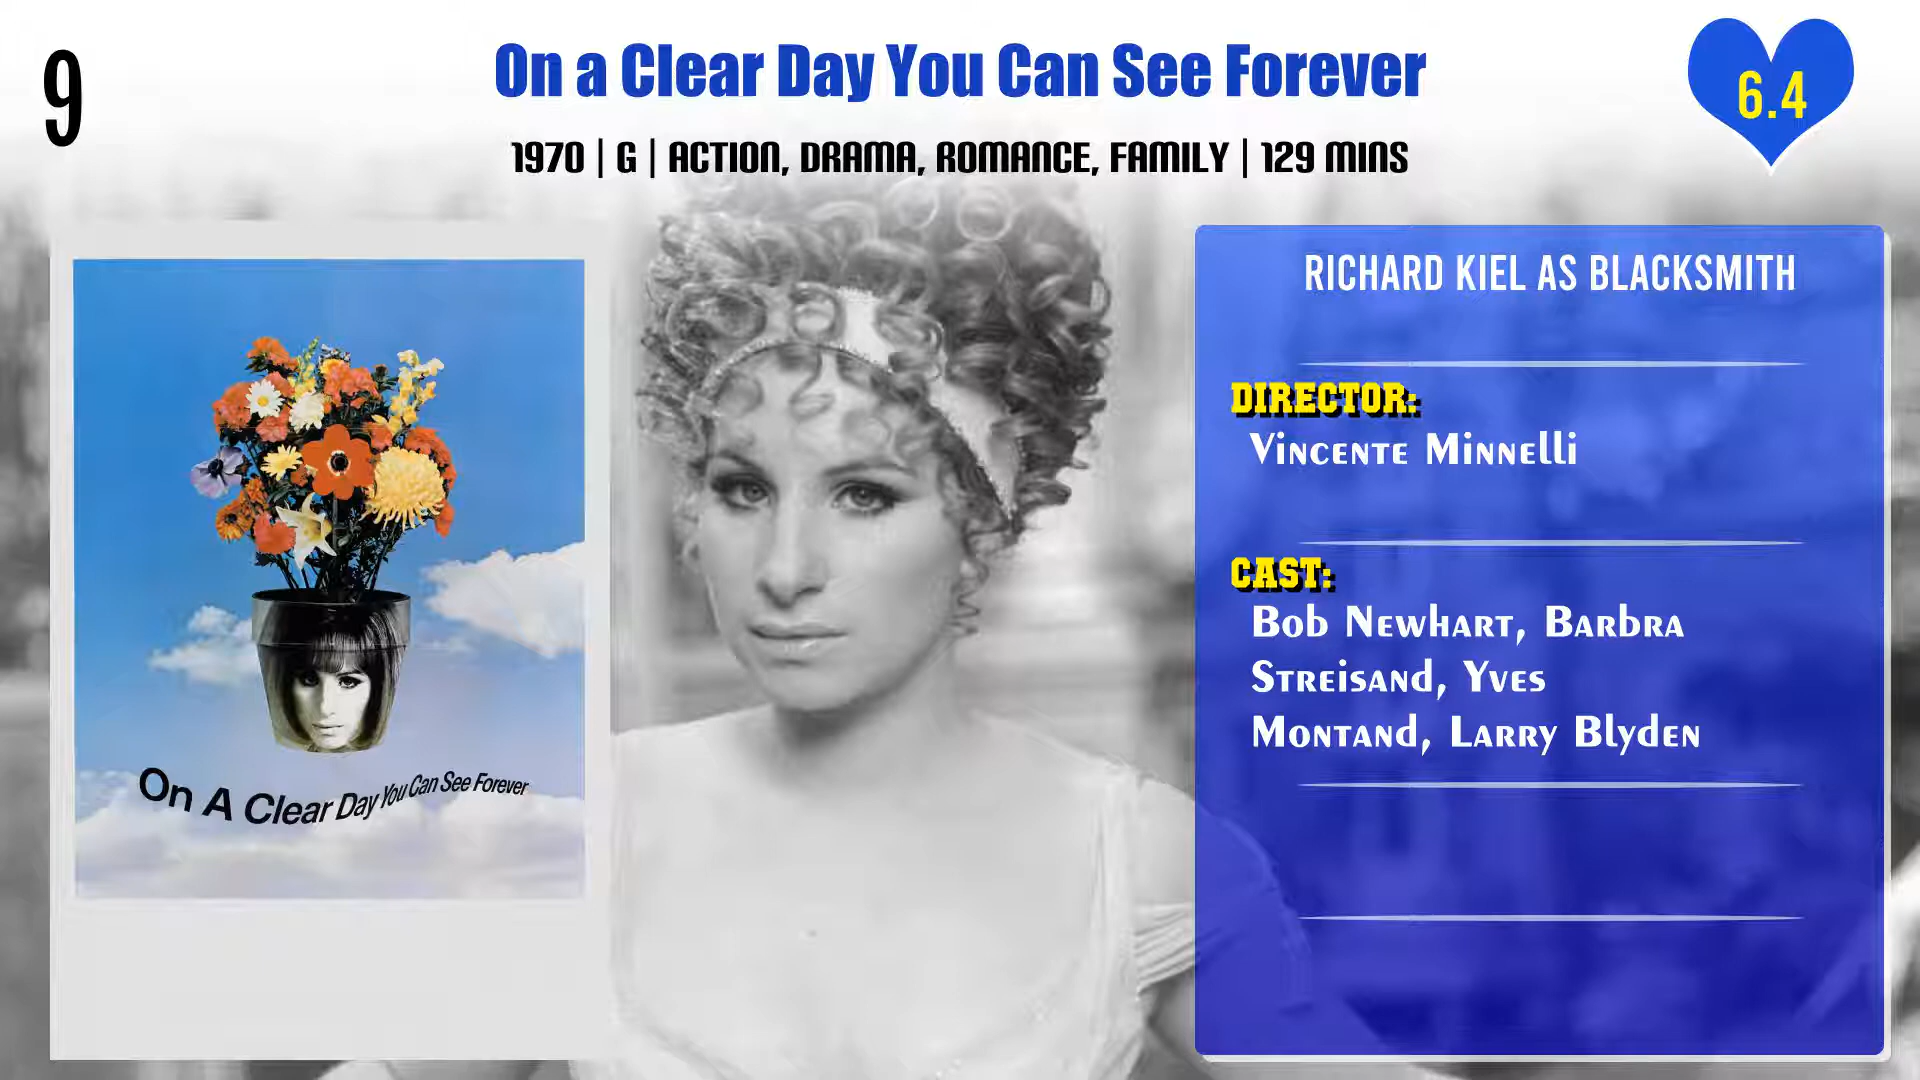 9
On a Clear Day You Can See Forever
6.4
1970 | G | ACTION, DRAMA, ROMANCE, FAMILY | 129 MINS
On A Clear Day You Can See Forever
RICHARD KIEL AS BLACKSMITH
DIRECTOR:
Vincente Minnelli
CAST:
Bob Newhart, Barbra
Streisand, Yves
Montand, Larry Blyden